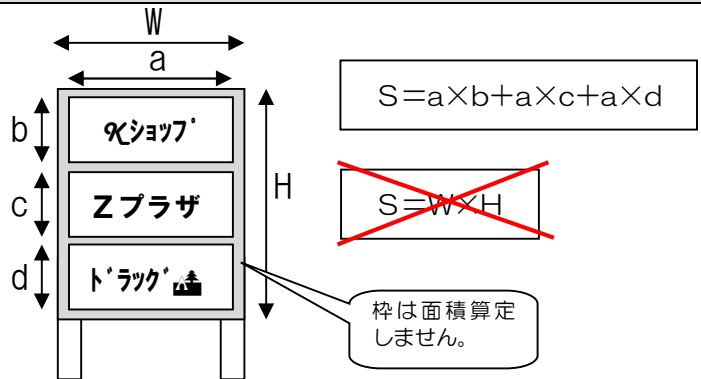 W
a
S=a×b+a×c+a×d
b
Kショップ
H
S=W×H
c
Zプラザ
d
ドラッグ
枠は面積算定
しません。